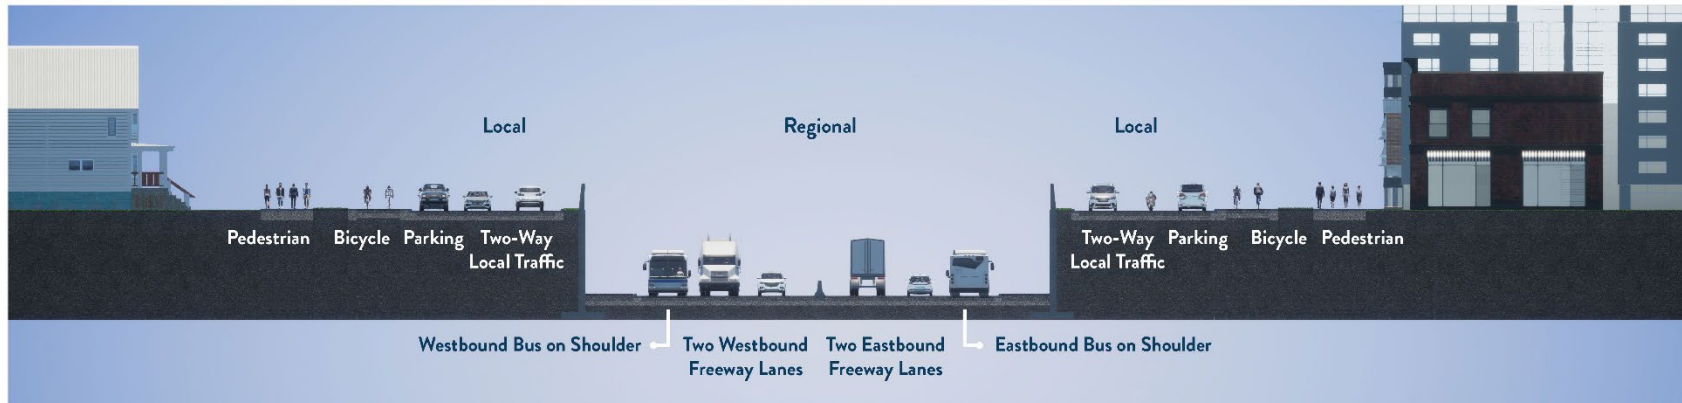 Local
Regional
Local
Pedestrian
Bicycle
Parking
Two-Way
Local Traffic
Two-Way
Local Traffic
Parking
Bicycle
Pedestrian
Westbound Bus on Shoulder
Two Westbound
Freeway Lanes
Two Eastbound
Freeway Lanes
Eastbound Bus on Shoulder